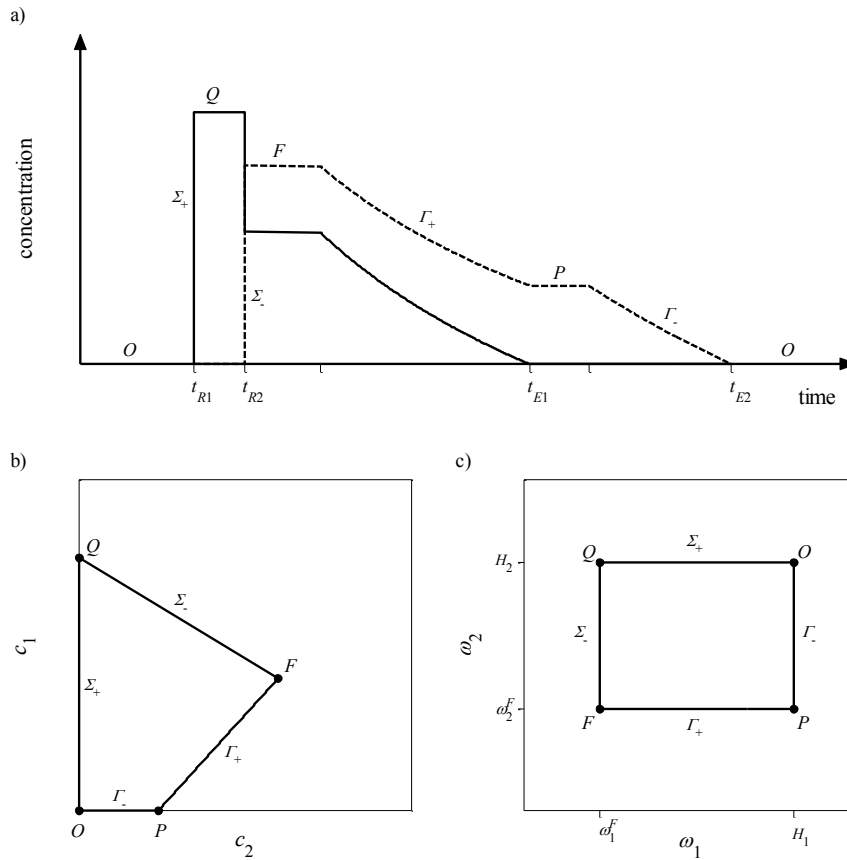 a)
concentration
Q
F
Σ+
Γ+
P
Σ-
Γ-
O
O
tR1
tR2
tE1
tE2
time
b)
c)
Q
Σ-
F
c1
Σ+
Γ+
Γ-
O
P
c2
Q
Σ+
O
H2
ω2
Σ-
Γ-
ω2F
F
Γ+
P
ω1F
ω1
H1